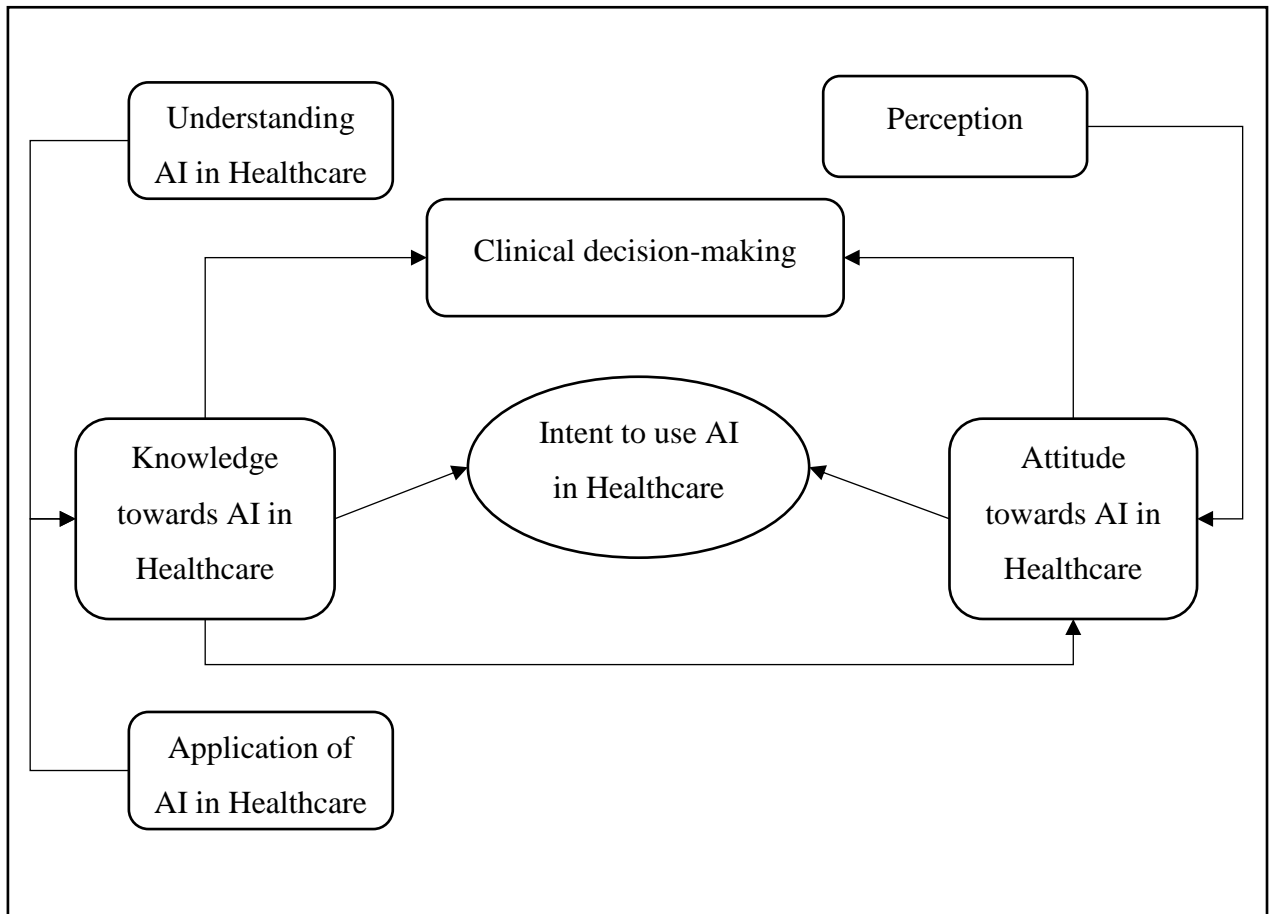 Understanding
AI in Healthcare
Perception
Clinical decision-making
Knowledge
towards AI in
Healthcare
Intent to use AI
in Healthcare
Attitude
towards AI in
Healthcare
Application of
AI in Healthcare